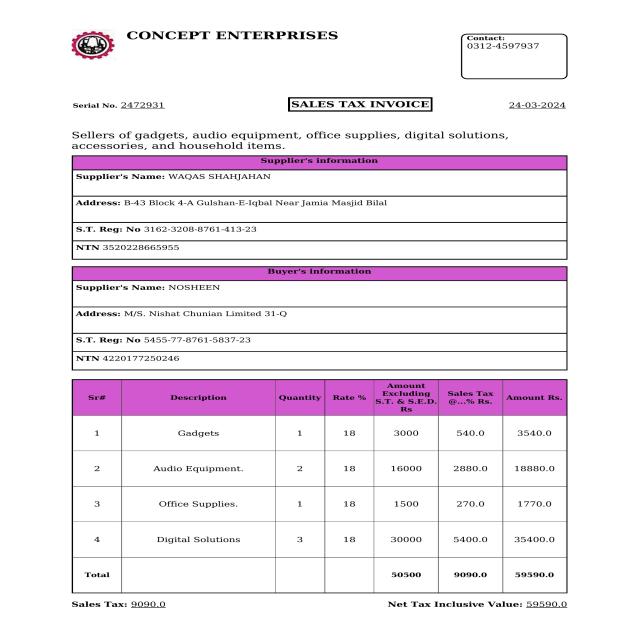 CONCEPT ENTERPRISES
Contact:
0312-4597937
Serial No. 2472931
SALES TAX INVOICE
24-03-2024
Sellers of gadgets, audio equipment, office supplies, digital solutions,
accessories, and household items.
Supplier's information
Supplier's Name: WAQAS SHAHJAHAN
Address: B-43 Block 4-A Gulshan-E-Iqbal Near Jamia Masjid Bilal
S.T. Reg: No 3162-3208-8761-413-23
NTN 3520228665955
Buyer's information
Supplier's Name: NOSHEEN
Address: M/S. Nishat Chunian Limited 31-Q
S.T. Reg: No 5455-77-8761-5837-23
NTN 4220177250246
Sr# Description Quantity Rate % Amount Excluding S.T. & S.E.D. Rs Sales Tax @...% Rs. Amount Rs.
1 Gadgets 1 18 3000 540.0 3540.0
2 Audio Equipment. 2 18 16000 2880.0 18880.0
3 Office Supplies. 1 18 1500 270.0 1770.0
4 Digital Solutions 3 18 30000 5400.0 35400.0
Total 50500 9090.0 59590.0
Sales Tax: 9090.0
Net Tax Inclusive Value: 59590.0